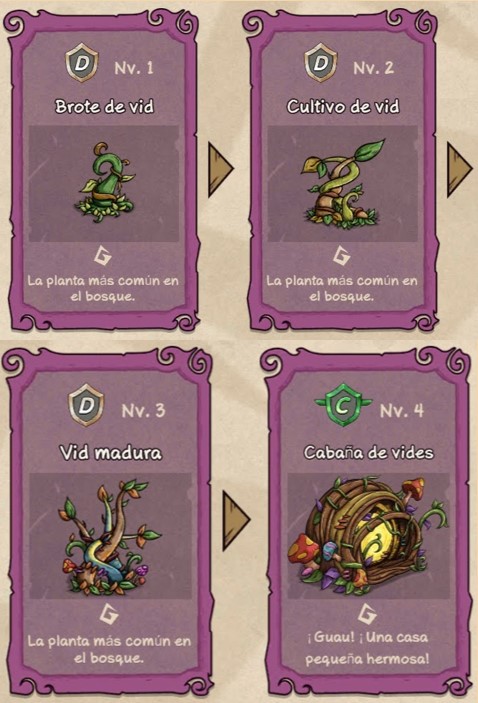 D Nv. 1
Brote de vid
La planta más común en
el bosque.
D Nv. 2
Cultivo de vid
La planta más común en
el bosque.
D Nv. 3
Vid madura
La planta más común en
el bosque.
C Nv. 4
Cabaña de vides
¡Guau! ¡Una casa
pequeña hermosa!